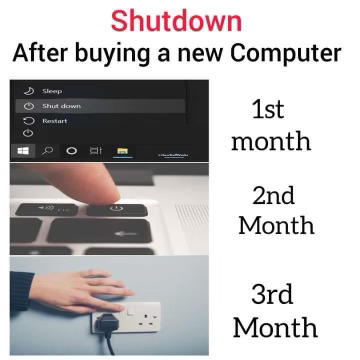 Shutdown
After buying a new Computer
Sleep
Shut down
Restart
1st
month
2nd
Month
3rd
Month